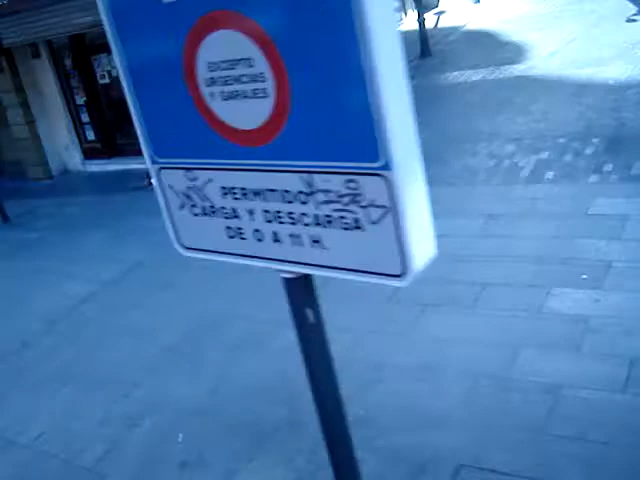 EXCEPTO
URGENCIAS
Y GARAJES
PERMITIDO
CARGA Y DESCARGA
DE 0 A 11 H.